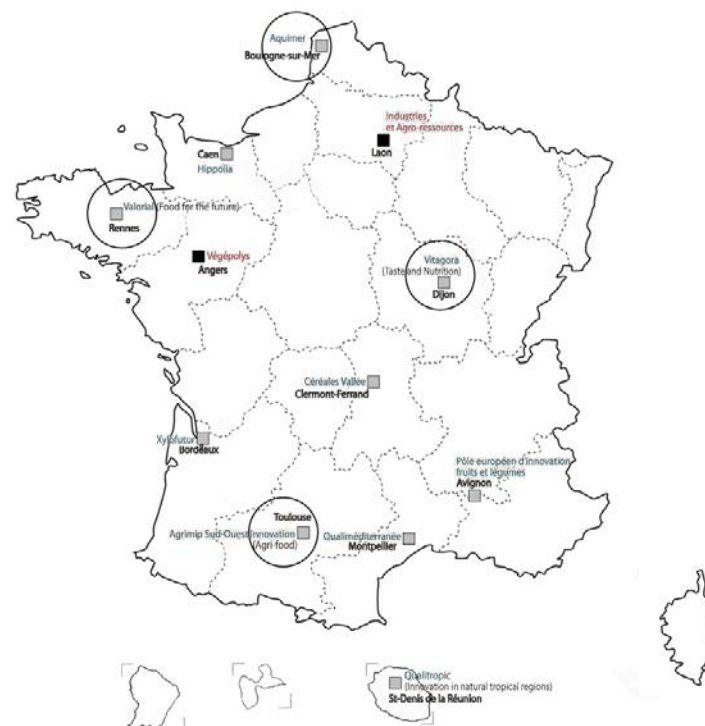 Aquimer
Boulogne-sur-Mer
Industries
et Agro-ressources
Laon
Caen
Hippolia
Valorial (Food for the future)
Rennes
Végépolys
Angers
Vitagora
(Taste and Nutrition)
Dijon
Céréales Vallée
Clermont-Ferrand
Xylofutur
Bordeaux
Pôle européen d'innovation
fruits et légumes
Avignon
Toulouse
Agrimip Sud-Ouest Innovation
(Agri-food)
Qualiméditerranée
Montpellier
Qualitropic
(Innovation in natural tropical regions)
St-Denis de la Réunion